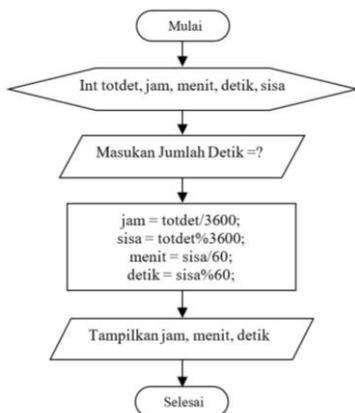 Mulai
Int totdet, jam, menit, detik, sisa
Masukan Jumlah Detik =?
jam = totdet/3600;
sisa = totdet%3600;
menit = sisa/60;
detik = sisa%60;
Tampilkan jam, menit, detik
Selesai